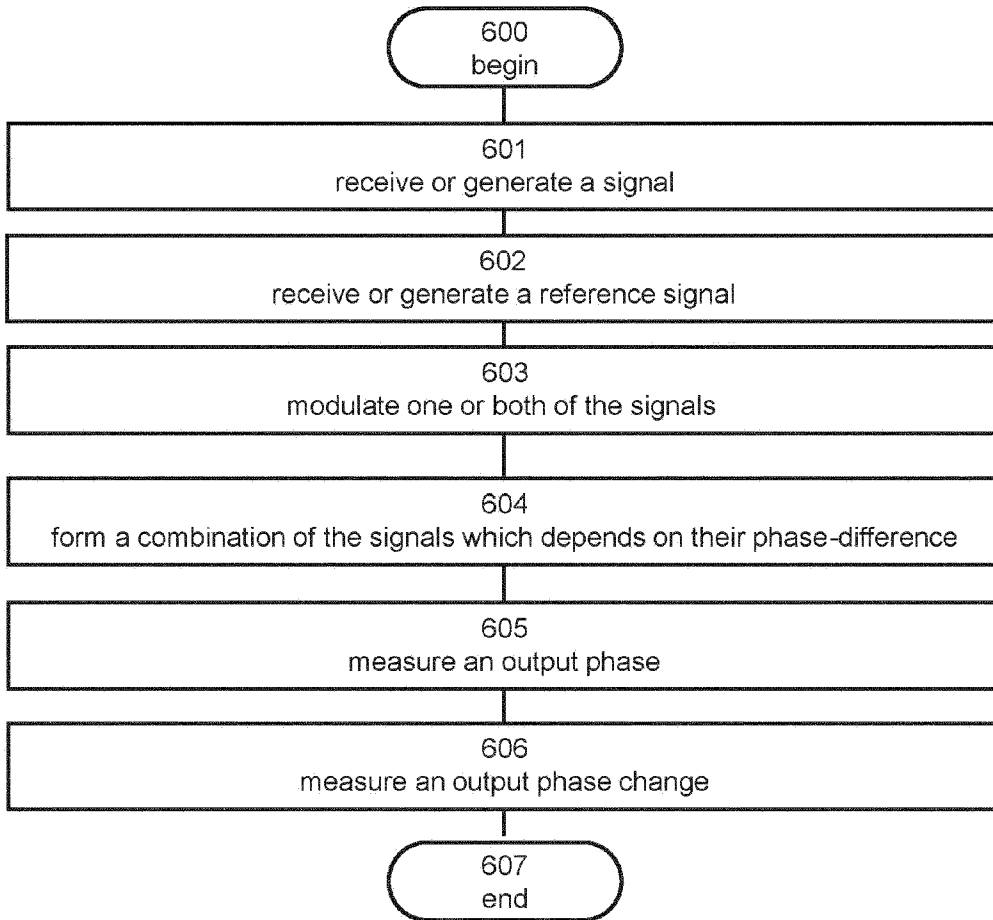 600
begin
601
receive or generate a signal
602
receive or generate a reference signal
603
modulate one or both of the signals
604
form a combination of the signals which depends on their phase-difference
605
measure an output phase
606
measure an output phase change
607
end